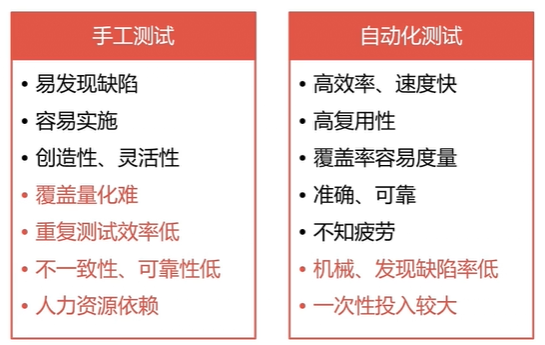 手工测试
• 易发现缺陷
• 容易实施
• 创造性、灵活性
• 覆盖量化难
• 重复测试效率低
• 不一致性、可靠性低
• 人力资源依赖
自动化测试
• 高效率、速度快
• 高复用性
• 覆盖率容易度量
• 准确、可靠
• 不知疲劳
• 机械、发现缺陷率低
• 一次性投入较大